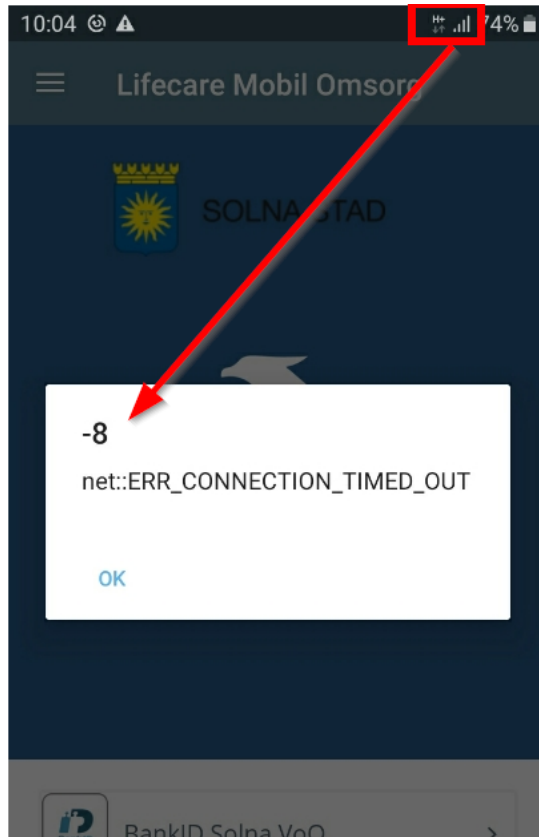 10:04 H+ 74%
Lifecare Mobil Omsorg
SOLNA STAD
-8
net::ERR_CONNECTION_TIMED_OUT
OK
BankID Solna VoO